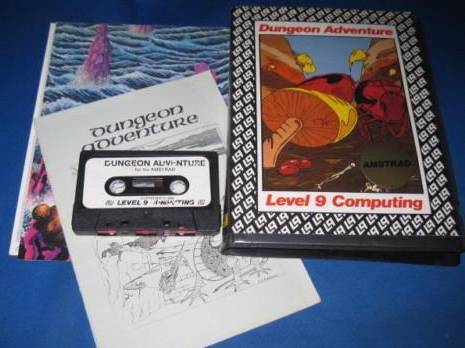 Dungeon Adventure
AMSTRAD
Level 9 Computing
Dungeon
Adventure
DUNGEON ADVENTURE
for the AMSTRAD
LEVEL 9 COMPUTING